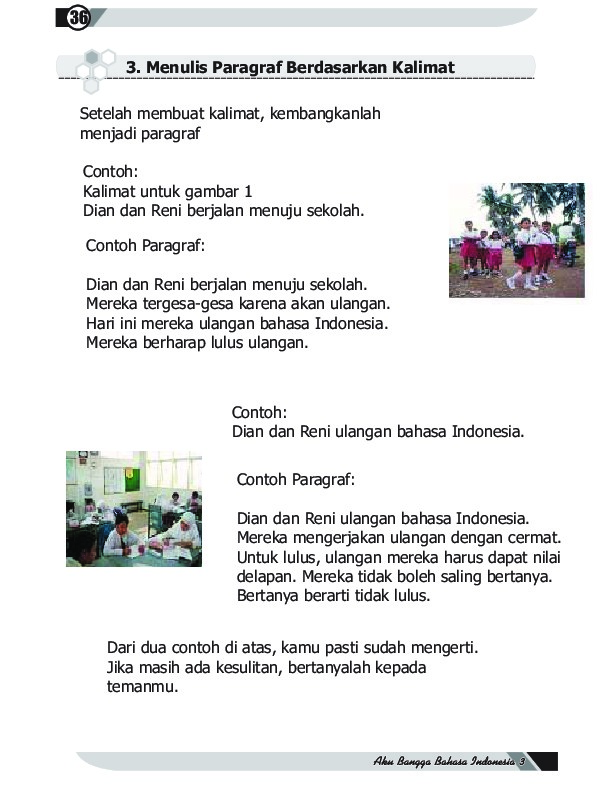 36
3. Menulis Paragraf Berdasarkan Kalimat
Setelah membuat kalimat, kembangkanlah
menjadi paragraf
Contoh:
Kalimat untuk gambar 1
Dian dan Reni berjalan menuju sekolah.
Contoh Paragraf:
Dian dan Reni berjalan menuju sekolah.
Mereka tergesa-gesa karena akan ulangan.
Hari ini mereka ulangan bahasa Indonesia.
Mereka berharap lulus ulangan.
Contoh:
Dian dan Reni ulangan bahasa Indonesia.
Contoh Paragraf:
Dian dan Reni ulangan bahasa Indonesia.
Mereka mengerjakan ulangan dengan cermat.
Untuk lulus, ulangan mereka harus dapat nilai
delapan. Mereka tidak boleh saling bertanya.
Bertanya berarti tidak lulus.
Dari dua contoh di atas, kamu pasti sudah mengerti.
Jika masih ada kesulitan, bertanyalah kepada
temanmu.
Aku Bangga Bahasa Indonesia 3